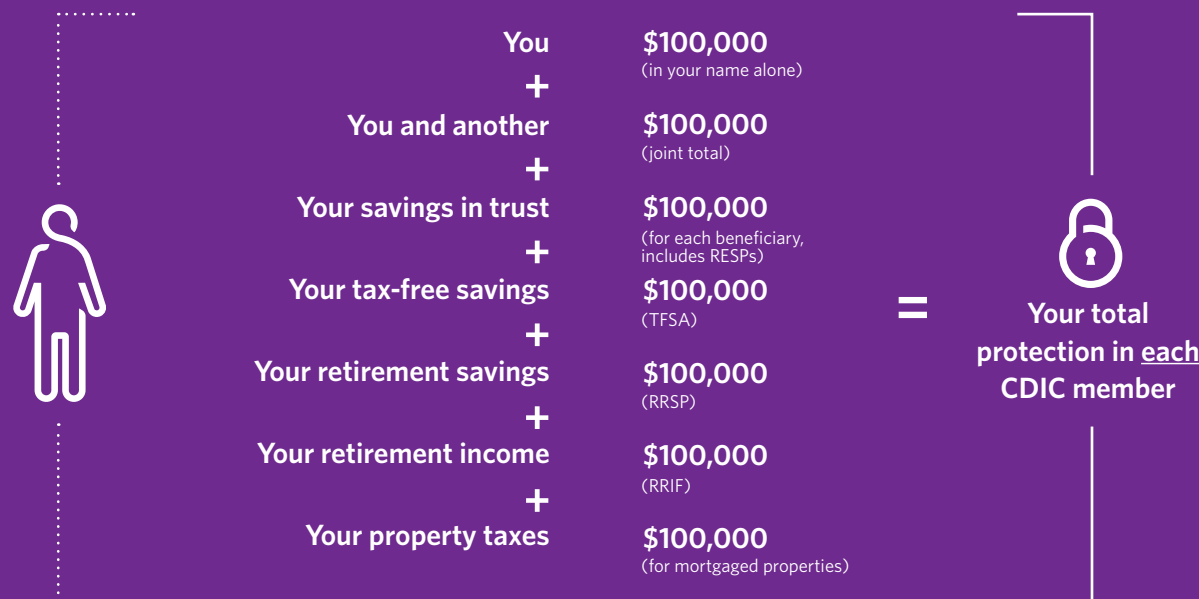 You $100,000
(in your name alone)
+
You and another $100,000
(joint total)
+
Your savings in trust $100,000
(for each beneficiary,
includes RESPs)
+
Your tax-free savings $100,000
(TFSA)
+
Your retirement savings $100,000
(RRSP)
+
Your retirement income $100,000
(RRIF)
+
Your property taxes $100,000
(for mortgaged properties)
=
Your total
protection in each
CDIC member